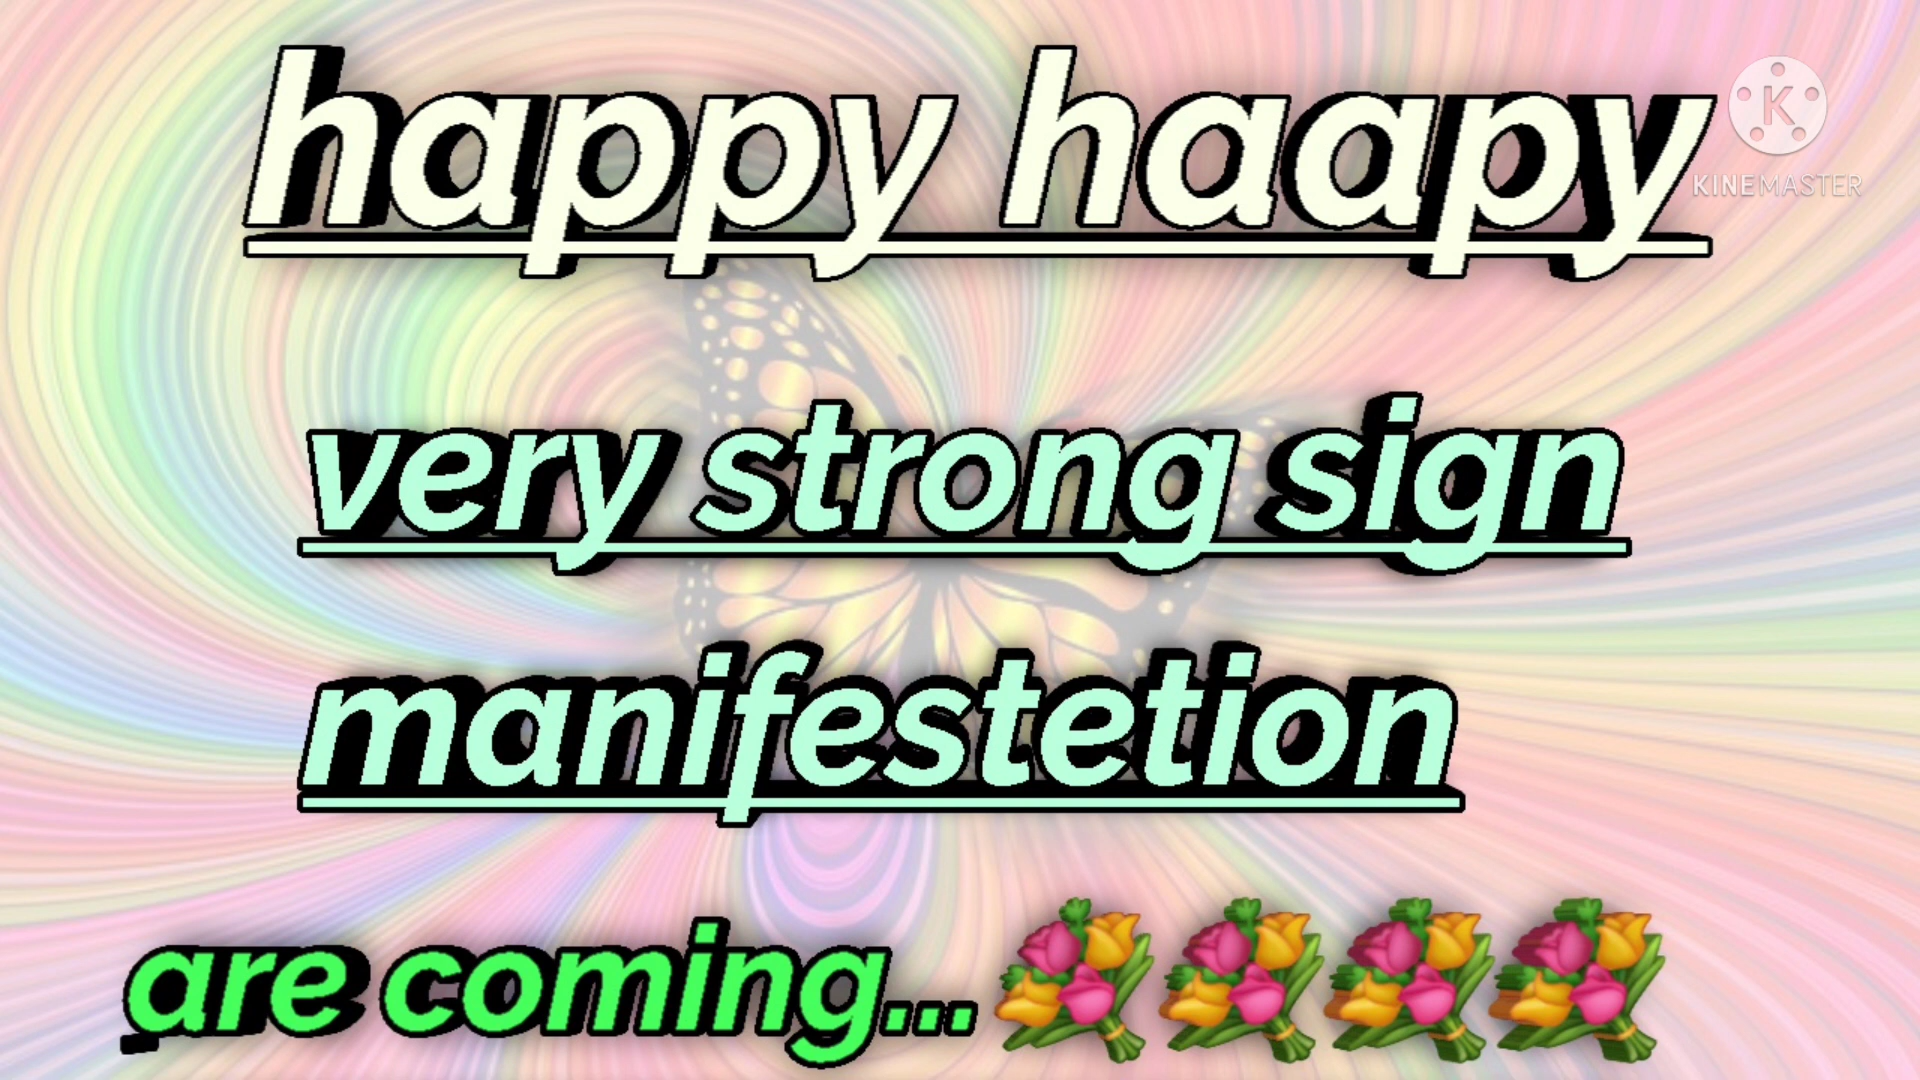 happy haapy
KINEMASTER
very strong sign
manifestetion
are coming...